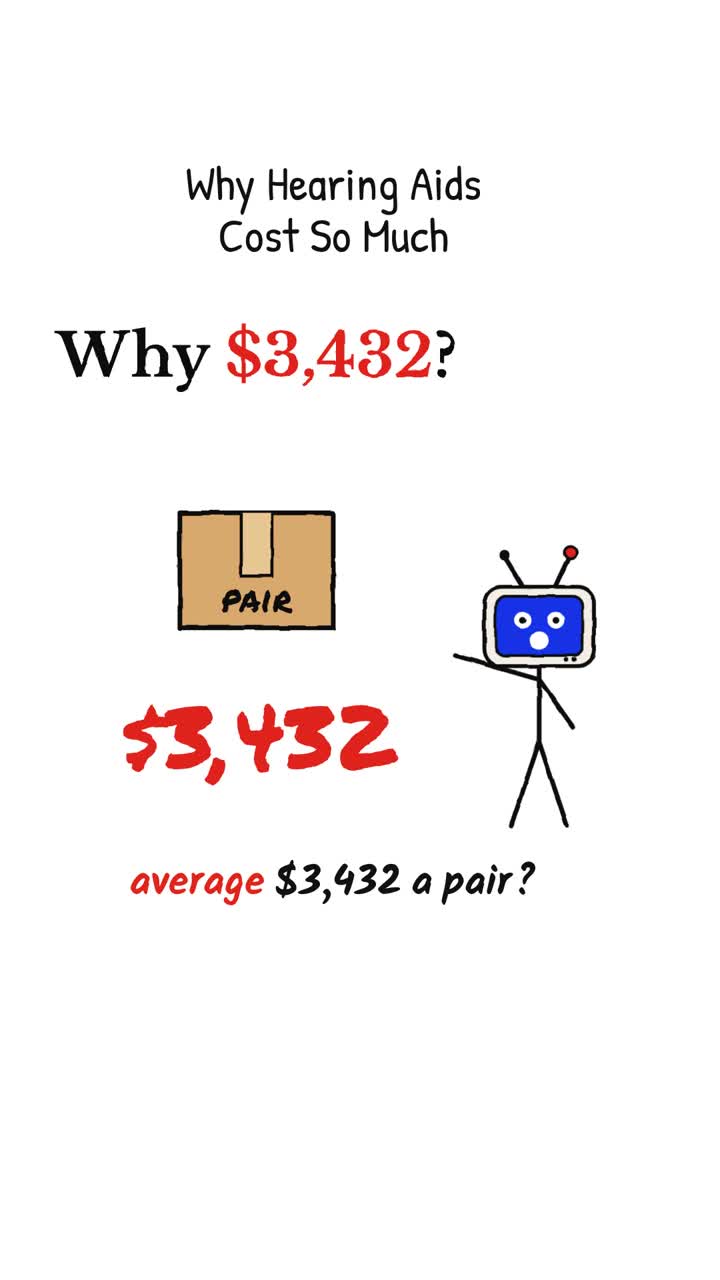 Why Hearing Aids
Cost So Much
Why $3,432?
PAIR
$3,432
average $3,432 a pair?